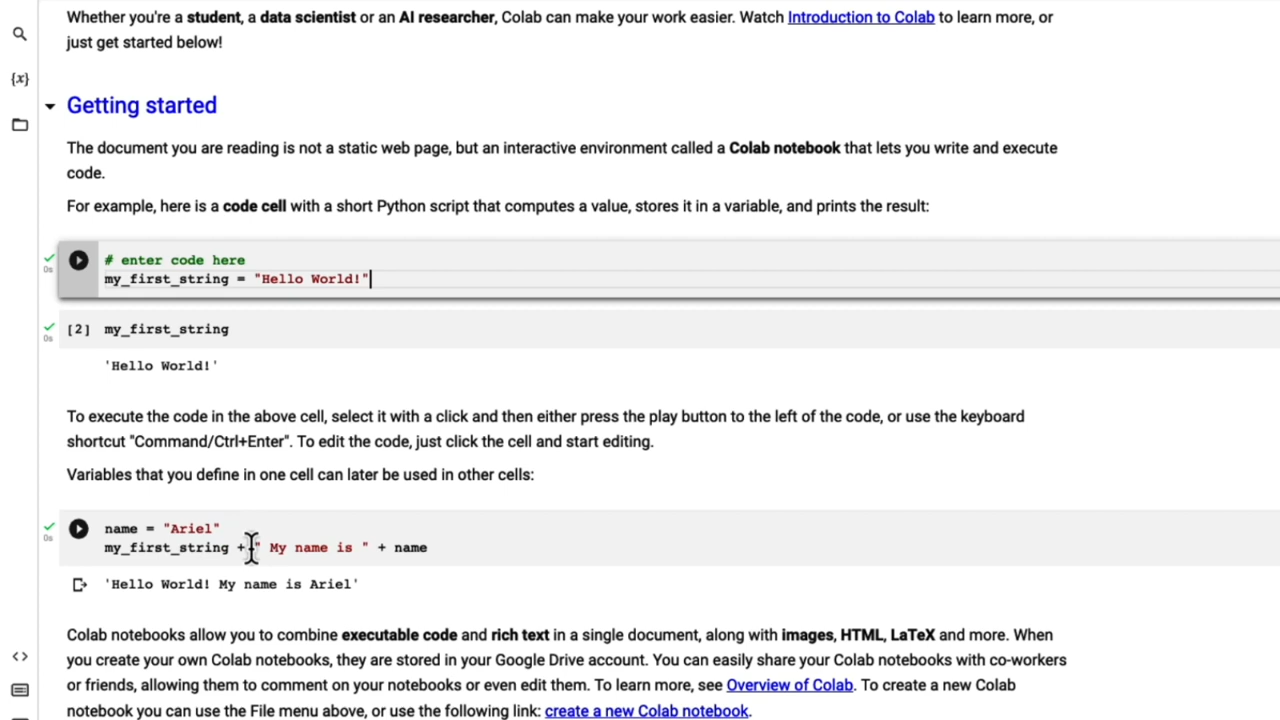 Whether you're a student, a data scientist or an AI researcher, Colab can make your work easier. Watch Introduction to Colab to learn more, or
just get started below!
{x}
Getting started
The document you are reading is not a static web page, but an interactive environment called a Colab notebook that lets you write and execute
code.
For example, here is a code cell with a short Python script that computes a value, stores it in a variable, and prints the result:
# enter code here
0s
my_first_string = "Hello World!"
[2] my_first_string
0s
'Hello World!'
To execute the code in the above cell, select it with a click and then either press the play button to the left of the code, or use the keyboard
shortcut "Command/Ctrl+Enter". To edit the code, just click the cell and start editing.
Variables that you define in one cell can later be used in other cells:
name = "Ariel"
0s
my_first_string + " My name is " + name
'Hello World! My name is Ariel'
Colab notebooks allow you to combine executable code and rich text in a single document, along with images, HTML, LaTeX and more. When
you create your own Colab notebooks, they are stored in your Google Drive account. You can easily share your Colab notebooks with co-workers
or friends, allowing them to comment on your notebooks or even edit them. To learn more, see Overview of Colab. To create a new Colab
notebook you can use the File menu above, or use the following link: create a new Colab notebook.